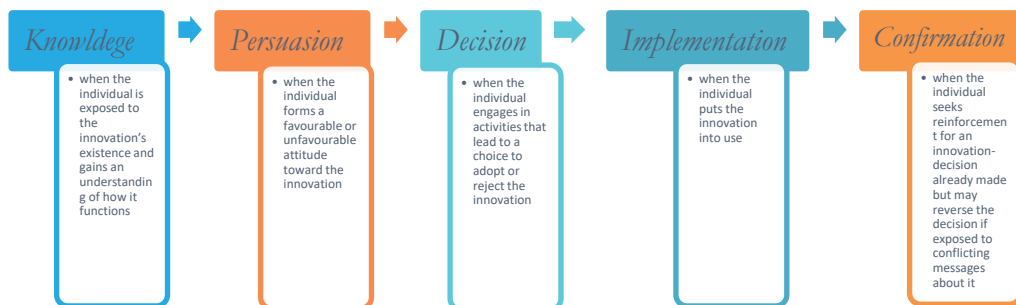 Knowldege
• when the
individual is
exposed to
the
innovation's
existence and
gains an
understandin
g of how it
functions
Persuasion
• when the
individual
forms a
favourable or
unfavourable
attitude
toward the
innovation
Decision
• when the
individual
engages in
activities that
lead to a
choice to
adopt or
reject the
innovation
Implementation
• when the
individual
puts the
innovation
into use
Confirmation
• when the
individual
seeks
reinforcemen
t for an
innovation-
decision
already made
but may
reverse the
decision if
exposed to
conflicting
messages
about it